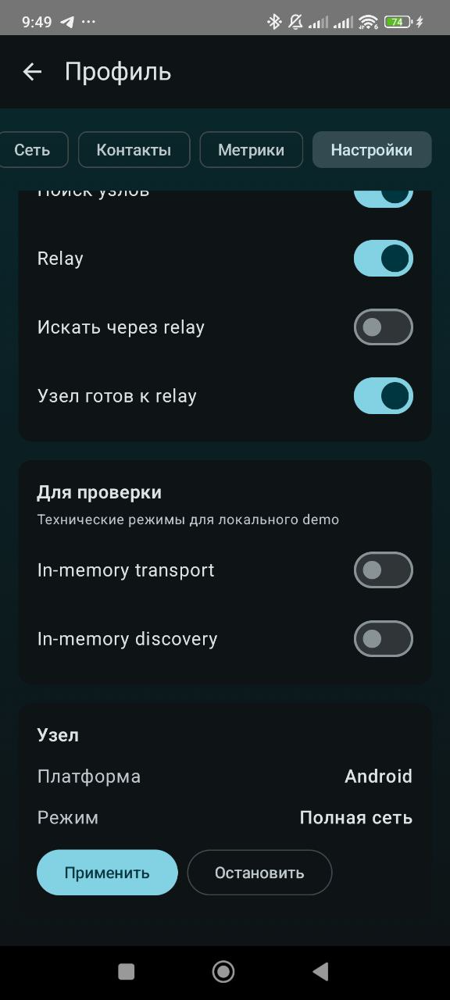 9:49
74
Профиль
Сеть
Контакты
Метрики
Настройки
Поиск узлов
Relay
Искать через relay
Узел готов к relay
Для проверки
Технические режимы для локального demo
In-memory transport
In-memory discovery
Узел
Платформа
Android
Режим
Полная сеть
Применить
Остановить